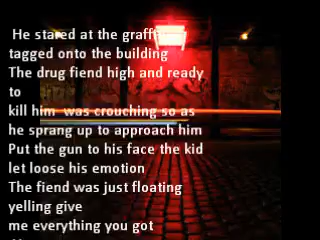 He stared at the graff
tagged onto the building
The drug fiend high and ready
to
kill him was crouching so as
he sprang up to approach him
Put the gun to his face the kid
let loose his emotion
The fiend was just floating
yelling give
me everything you got